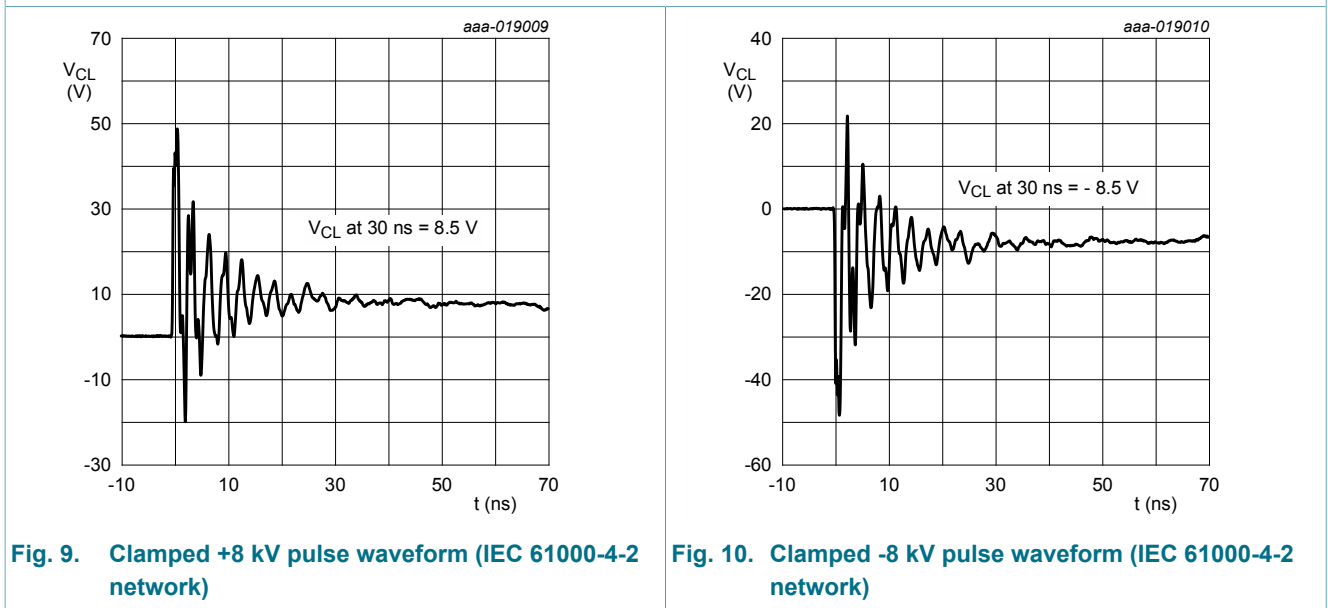 aaa-019009
70
V_CL
(V)
50
30
V_CL at 30 ns = 8.5 V
10
-10
-30
-10 10 30 50 70
t (ns)
Fig. 9. Clamped +8 kV pulse waveform (IEC 61000-4-2
network)
aaa-019010
40
V_CL
(V)
20
V_CL at 30 ns = - 8.5 V
0
-20
-40
-60
-10 10 30 50 70
t (ns)
Fig. 10. Clamped -8 kV pulse waveform (IEC 61000-4-2
network)